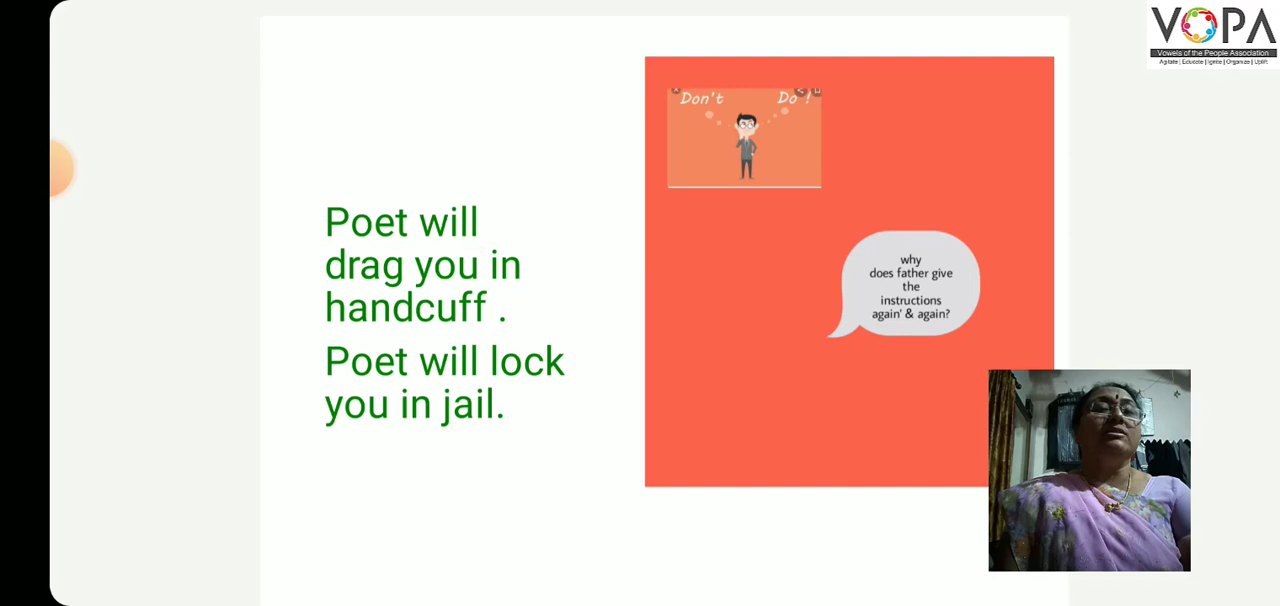 VOPA
Vowels of the People Association
Agitate | Educate | Ignite | Organize | Uplift
Don't Do !
Poet will
drag you in
handcuff .
Poet will lock
you in jail.
why
does father give
the
instructions
again' & again?